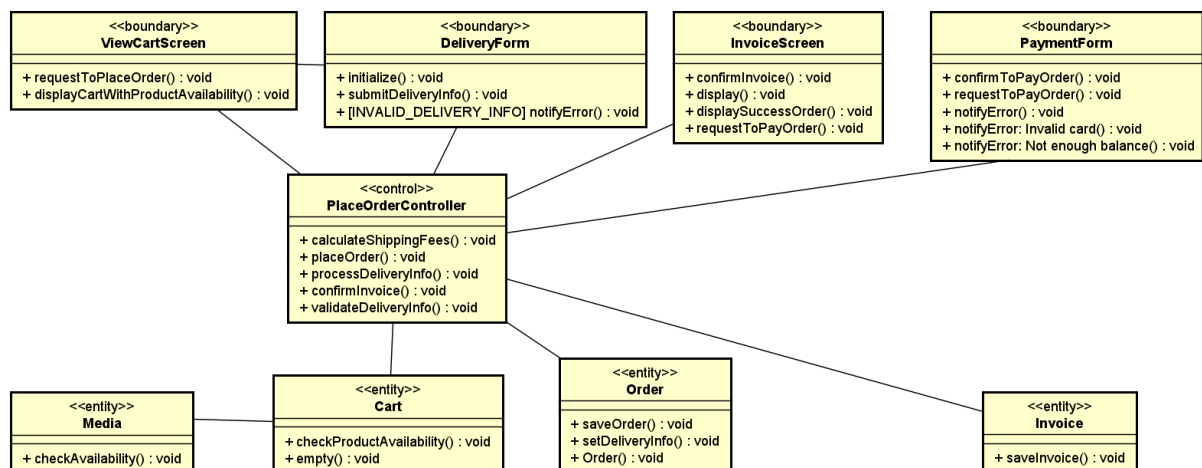 <<boundary>>
ViewCartScreen
+ requestToPlaceOrder() : void
+ displayCartWithProductAvailability() : void
<<boundary>>
DeliveryForm
+ initialize() : void
+ submitDeliveryInfo() : void
+ [INVALID_DELIVERY_INFO] notifyError() : void
<<boundary>>
InvoiceScreen
+ confirmInvoice() : void
+ display() : void
+ displaySuccessOrder() : void
+ requestToPayOrder() : void
<<boundary>>
PaymentForm
+ confirmToPayOrder() : void
+ requestToPayOrder() : void
+ notifyError() : void
+ notifyError: Invalid card() : void
+ notifyError: Not enough balance() : void
<<control>>
PlaceOrderController
+ calculateShippingFees() : void
+ placeOrder() : void
+ processDeliveryInfo() : void
+ confirmInvoice() : void
+ validateDeliveryInfo() : void
<<entity>>
Media
+ checkAvailability() : void
<<entity>>
Cart
+ checkProductAvailability() : void
+ empty() : void
<<entity>>
Order
+ saveOrder() : void
+ setDeliveryInfo() : void
+ Order() : void
<<entity>>
Invoice
+ saveInvoice() : void